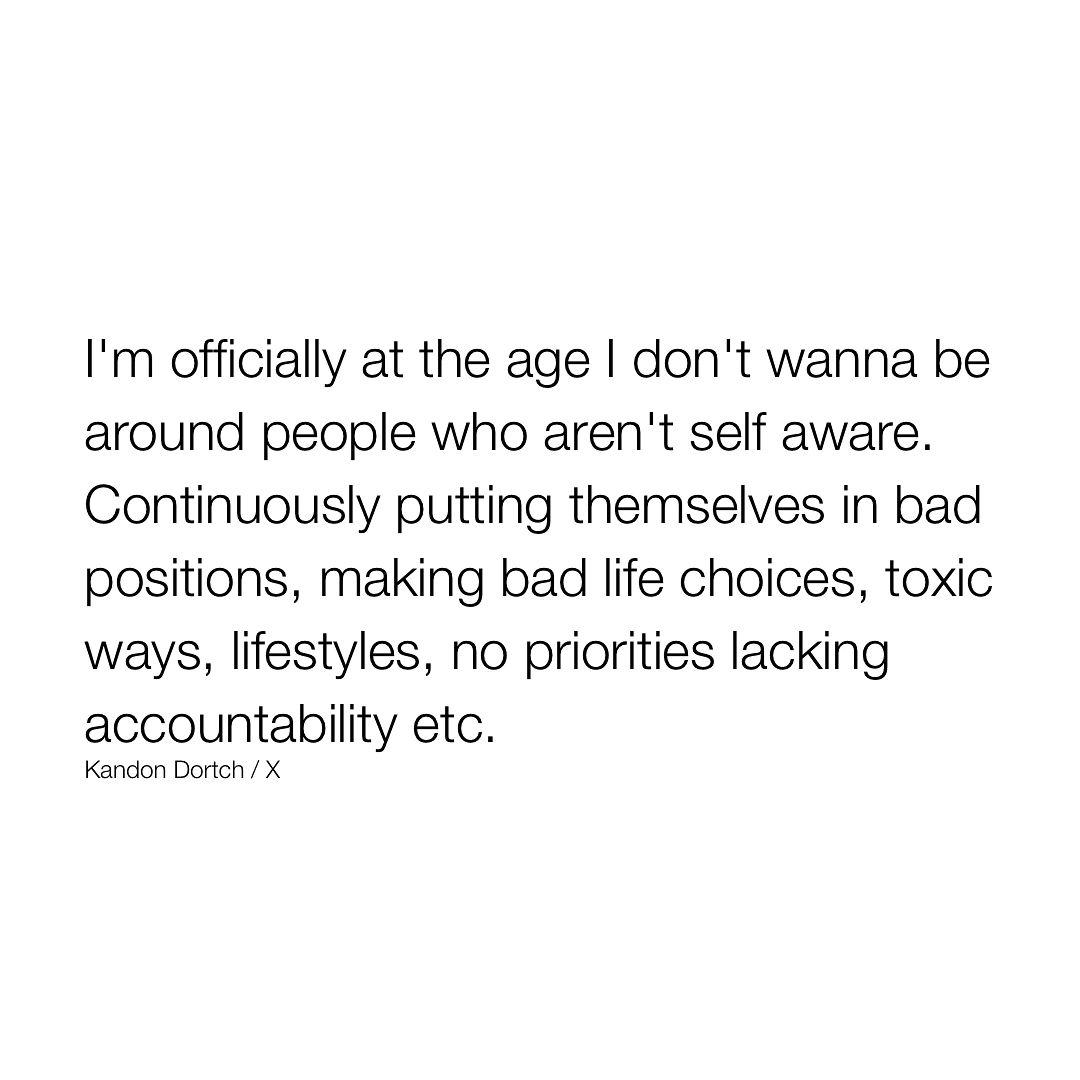 I'm officially at the age I don't wanna be
around people who aren't self aware.
Continuously putting themselves in bad
positions, making bad life choices, toxic
ways, lifestyles, no priorities lacking
accountability etc.
Kandon Dortch / X